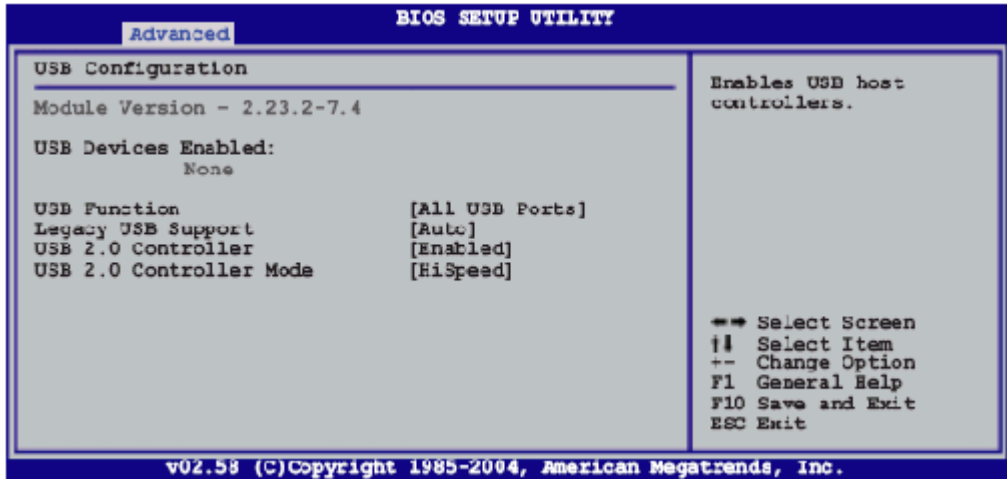 BIOS SETUP UTILITY
Advanced
USB Configuration
Module Version - 2.23.2-7.4
USB Devices Enabled:
None
USB Function [All USB Ports]
Legacy USB Support [Auto]
USB 2.0 Controller [Enabled]
USB 2.0 Controller Mode [HiSpeed]
Enables USB host
controllers.
←→ Select Screen
↑↓ Select Item
+- Change Option
F1 General Help
F10 Save and Exit
ESC Exit
v02.58 (C)Copyright 1985-2004, American Megatrends, Inc.